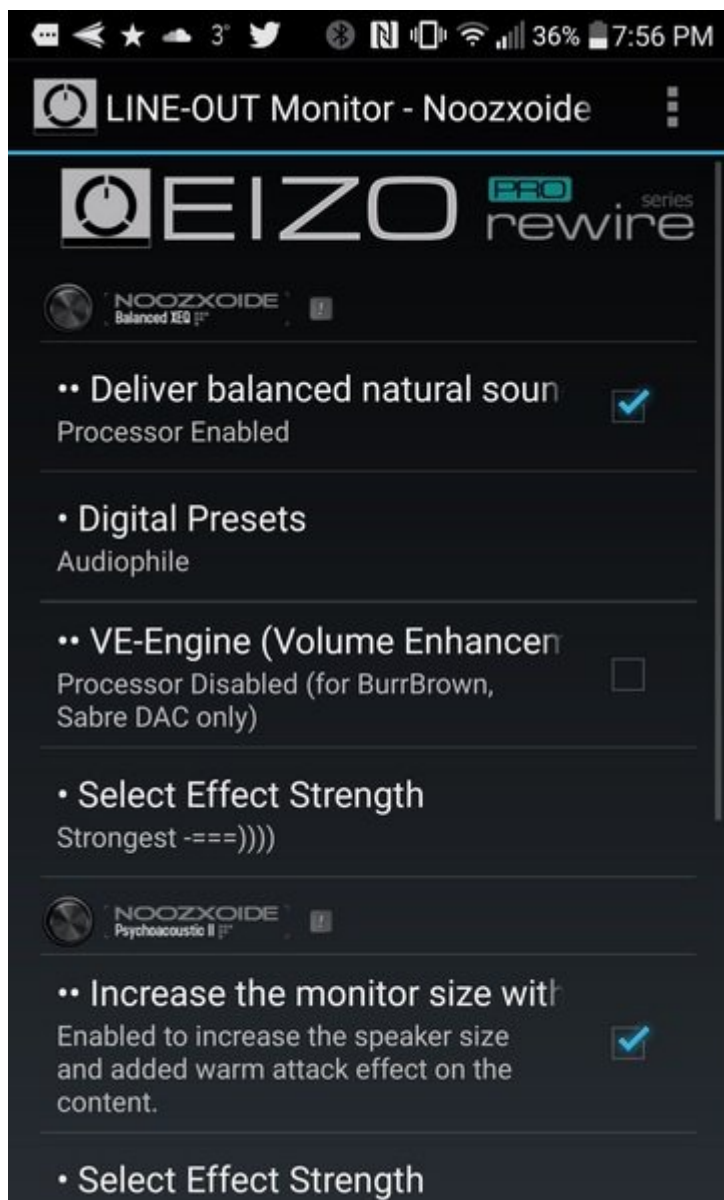 3° 36% 7:56 PM
LINE-OUT Monitor - Noozxoide
EIZO PRO rewire series
NOOZXOIDE
Balanced XEQ
•• Deliver balanced natural soun
Processor Enabled
• Digital Presets
Audiophile
•• VE-Engine (Volume Enhancem
Processor Disabled (for BurrBrown,
Sabre DAC only)
• Select Effect Strength
Strongest -===))))
NOOZXOIDE
Psychoacoustic II
•• Increase the monitor size with
Enabled to increase the speaker size
and added warm attack effect on the
content.
• Select Effect Strength